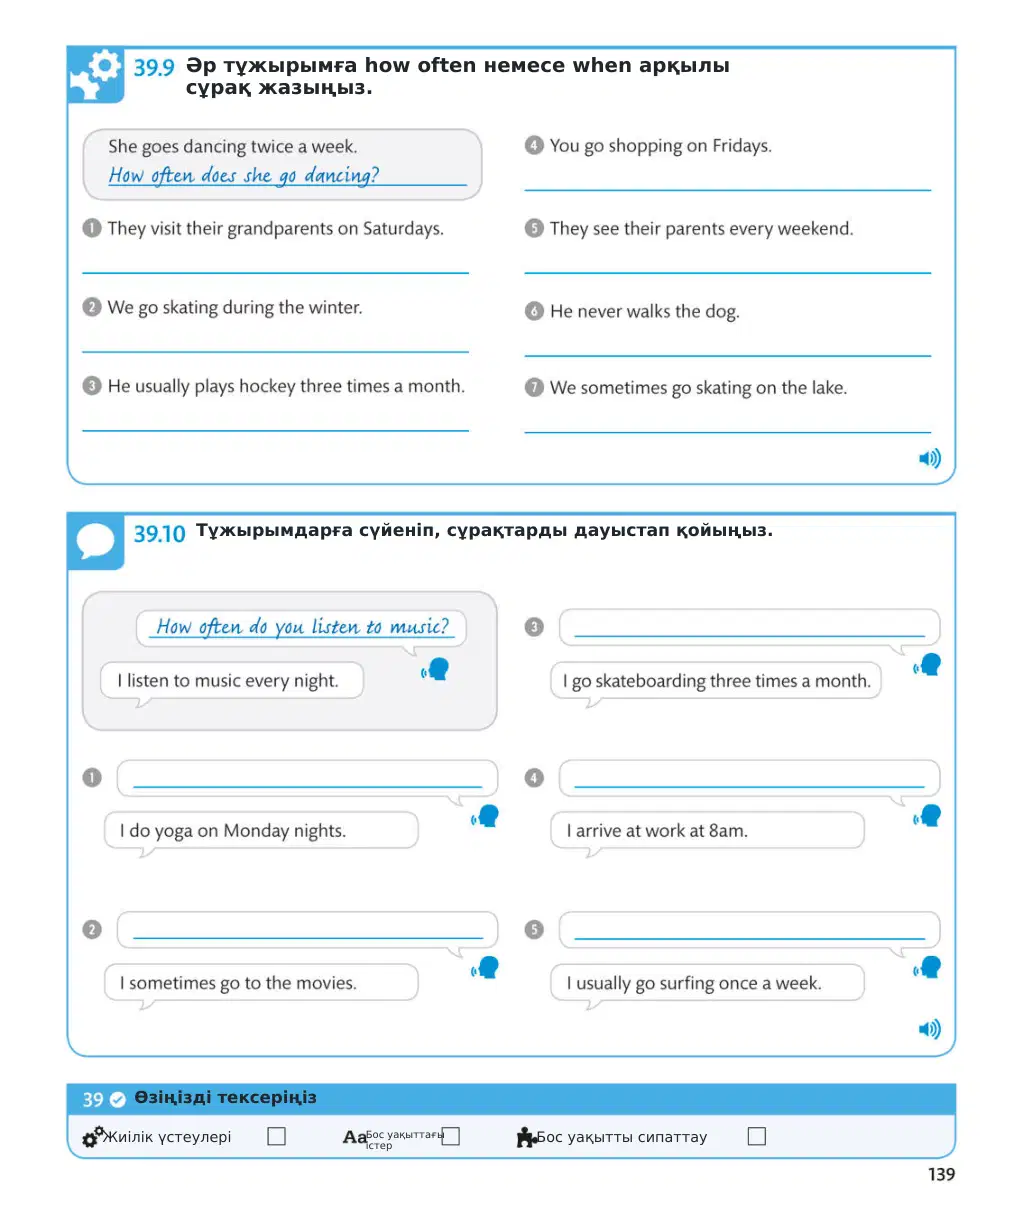 39.9 Әр тұжырымға how often немесе when арқылы
сұрақ жазыңыз.
She goes dancing twice a week.
How often does she go dancing?
1 They visit their grandparents on Saturdays.
2 We go skating during the winter.
3 He usually plays hockey three times a month.
4 You go shopping on Fridays.
5 They see their parents every weekend.
6 He never walks the dog.
7 We sometimes go skating on the lake.
39.10 Тұжырымдарға сүйеніп, сұрақтарды дауыстап қойыңыз.
How often do you listen to music?
I listen to music every night.
1
I do yoga on Monday nights.
2
I sometimes go to the movies.
3
I go skateboarding three times a month.
4
I arrive at work at 8am.
5
I usually go surfing once a week.
39 Өзіңізді тексеріңіз
Жиілік үстеулері
Aa Бос уақыттағы
істер
Бос уақытты сипаттау
139